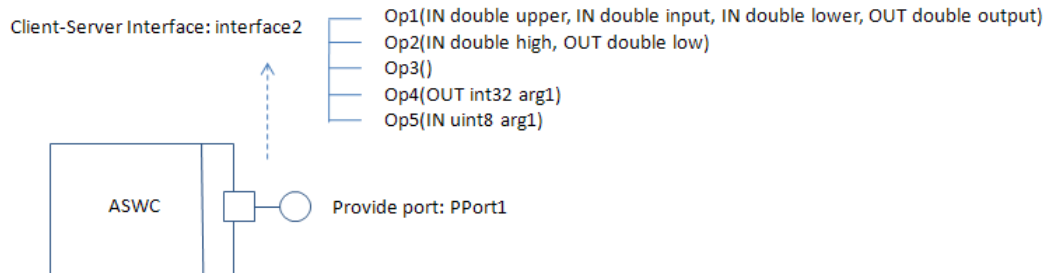 Client-Server Interface: interface2
Op1(IN double upper, IN double input, IN double lower, OUT double output)
Op2(IN double high, OUT double low)
Op3()
Op4(OUT int32 arg1)
Op5(IN uint8 arg1)
ASWC
Provide port: PPort1